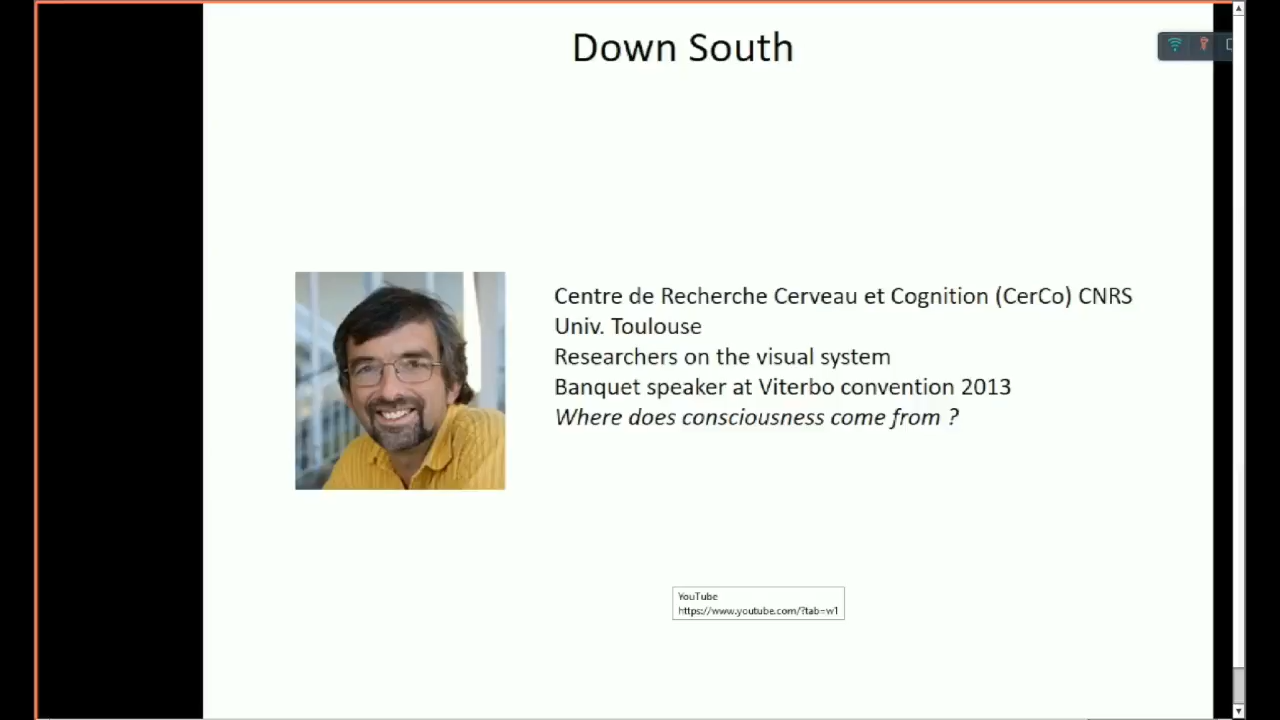 Down South
Centre de Recherche Cerveau et Cognition (CerCo) CNRS
Univ. Toulouse
Researchers on the visual system
Banquet speaker at Viterbo convention 2013
Where does consciousness come from ?
YouTube
https://www.youtube.com/?tab=w1